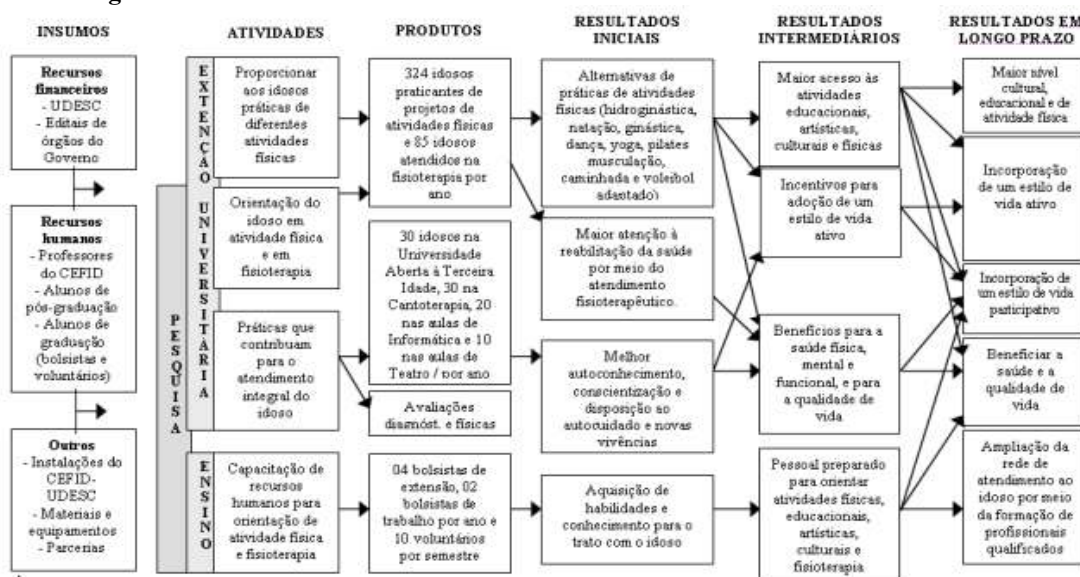 INSUMOS
ATIVIDADES
PRODUTOS
RESULTADOS
INICIAIS
RESULTADOS
INTERMEDIÁRIOS
RESULTADOS EM
LONGO PRAZO
Recursos
financeiros
- UDESC
- Editais de
órgãos do
Governo
Recursos
humanos
- Professores
do CEFID
- Alunos de
pós-graduação
- Alunos de
graduação
(bolsistas e
voluntários)
Outros
- Instalações do
CEFID-
UDESC
- Materiais e
equipamentos
- Parcerias
PESQUISA
EXTENÇAO UNIVERSITÁRIA
ENSINO
Proporcionar
aos idosos
práticas de
diferentes
atividades
físicas
Orientação do
idoso em
atividade física
e em
fisioterapia
Práticas que
contribuam
para o
atendimento
integral do
idoso
Capacitação de
recursos
humanos para
orientação de
atividade física
e fisioterapia
324 idosos
praticantes de
projetos de
atividades físicas
e 85 idosos
atendidos na
fisioterapia por
ano
30 idosos na
Universidade
Aberta à Terceira
Idade, 30 na
Cantoterapia, 20
nas aulas de
Informática e 10
nas aulas de
Teatro / por ano
Avaliações
diagnóst. e físicas
04 bolsistas de
extensão, 02
bolsistas de
trabalho por ano e
10 voluntários
por semestre
Alternativas de
práticas de atividades
físicas (hidroginástica,
natação, ginástica,
dança, yoga, pilates
musculação,
caminhada e voleibol
adaptado)
Maior atenção à
reabilitação da saúde
por meio do
atendimento
fisioterapêutico.
Melhor
autoconhecimento,
conscientização e
disposição ao
autocuidado e novas
vivências
Aquisição de
habilidades e
conhecimento para o
trato com o idoso
Maior acesso às
atividades
educacionais,
artísticas,
culturais e físicas
Incentivos para
adoção de um
estilo de vida
ativo
Benefícios para a
saúde física,
mental e
funcional, e para
a qualidade de
vida
Pessoal preparado
para orientar
atividades físicas,
educacionais,
artísticas,
culturais e
fisioterapia
Maior nível
cultural,
educacional e de
atividade física
Incorporação
de um estilo de
vida ativo
Incorporação de
um estilo de vida
participativo
Beneficiar a
saúde e a
qualidade de
vida
Ampliação da
rede de
atendimento ao
idoso por meio
da formação de
profissionais
qualificados